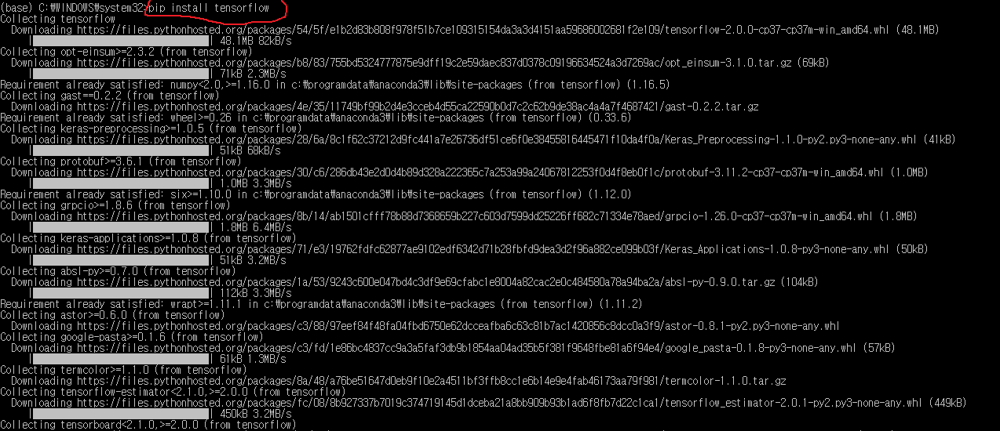 (base) C:₩WINDOWS₩system32>pip install tensorflow
Collecting tensorflow
Downloading https://files.pythonhosted.org/packages/54/5f/e1b2d83b808f978f51b7ce109315154da3a3d4151aa59686002681f2e109/tensorflow-2.0.0-cp37-cp37m-win_amd64.whl (48.1MB)
| 48.1MB 82kB/s
Collecting opt-einsum>=2.3.2 (from tensorflow)
Downloading https://files.pythonhosted.org/packages/b8/83/755bd5324777875e9dff19c2e59daec837d0378c09196634524a3d7269ac/opt_einsum-3.1.0.tar.gz (69kB)
| 71kB 2.3MB/s
Requirement already satisfied: numpy<2.0,>=1.16.0 in c:₩programdata₩anaconda3₩lib₩site-packages (from tensorflow) (1.16.5)
Collecting gast==0.2.2 (from tensorflow)
Downloading https://files.pythonhosted.org/packages/4e/35/11749bf99b2d4e3cceb4d55ca22590b0d7c2c62b9de38ac4a4a7f4687421/gast-0.2.2.tar.gz
Requirement already satisfied: wheel>=0.26 in c:₩programdata₩anaconda3₩lib₩site-packages (from tensorflow) (0.33.6)
Collecting keras-preprocessing>=1.0.5 (from tensorflow)
Downloading https://files.pythonhosted.org/packages/28/6a/8c1f62c37212d9fc441a7e26736df51ce6f0e38455816445471f10da4f0a/Keras_Preprocessing-1.1.0-py2.py3-none-any.whl (41kB)
| 51kB 68kB/s
Collecting protobuf>=3.6.1 (from tensorflow)
Downloading https://files.pythonhosted.org/packages/30/c6/286db43e2d0d4b89d328a222365c7a253a99a24067812253f0d4f8eb0f1c/protobuf-3.11.2-cp37-cp37m-win_amd64.whl (1.0MB)
| 1.0MB 3.3MB/s
Requirement already satisfied: six>=1.10.0 in c:₩programdata₩anaconda3₩lib₩site-packages (from tensorflow) (1.12.0)
Collecting grpcio>=1.8.6 (from tensorflow)
Downloading https://files.pythonhosted.org/packages/8b/14/ab1501cfff78b88d7368659b227c603d7599dd25226ff682c71334e78aed/grpcio-1.26.0-cp37-cp37m-win_amd64.whl (1.8MB)
| 1.8MB 6.4MB/s
Collecting keras-applications>=1.0.8 (from tensorflow)
Downloading https://files.pythonhosted.org/packages/71/e3/19762fdfc62877ae9102edf6342d71b28fbfd9dea3d2f96a882ce099b03f/Keras_Applications-1.0.8-py3-none-any.whl (50kB)
| 51kB 3.2MB/s
Collecting absl-py>=0.7.0 (from tensorflow)
Downloading https://files.pythonhosted.org/packages/1a/53/9243c600e047bd4c3df9e69cfabc1e8004a82cac2e0c484580a78a94ba2a/absl-py-0.9.0.tar.gz (104kB)
| 112kB 3.3MB/s
Requirement already satisfied: wrapt>=1.11.1 in c:₩programdata₩anaconda3₩lib₩site-packages (from tensorflow) (1.11.2)
Collecting astor>=0.6.0 (from tensorflow)
Downloading https://files.pythonhosted.org/packages/c3/88/97eef84f48fa04fbd6750e62dcceafba6c63c81b7ac1420856c8dcc0a3f9/astor-0.8.1-py2.py3-none-any.whl
Collecting google-pasta>=0.1.6 (from tensorflow)
Downloading https://files.pythonhosted.org/packages/c3/fd/1e86bc4837cc9a3a5faf3db9b1854aa04ad35b5f381f9648fbe81a6f94e4/google_pasta-0.1.8-py3-none-any.whl (57kB)
| 61kB 1.3MB/s
Collecting termcolor>=1.1.0 (from tensorflow)
Downloading https://files.pythonhosted.org/packages/8a/48/a76be51647d0eb9f10e2a4511bf3ffb8cc1e6b14e9e4fab46173aa79f981/termcolor-1.1.0.tar.gz
Collecting tensorflow-estimator<2.1.0,>=2.0.0 (from tensorflow)
Downloading https://files.pythonhosted.org/packages/fc/08/8b927337b7019c374719145d1dceba21a8bb909b93b1ad6f8fb7d22c1ca1/tensorflow_estimator-2.0.1-py2.py3-none-any.whl (449kB)
| 450kB 3.2MB/s
Collecting tensorboard<2.1.0,>=2.0.0 (from tensorflow)